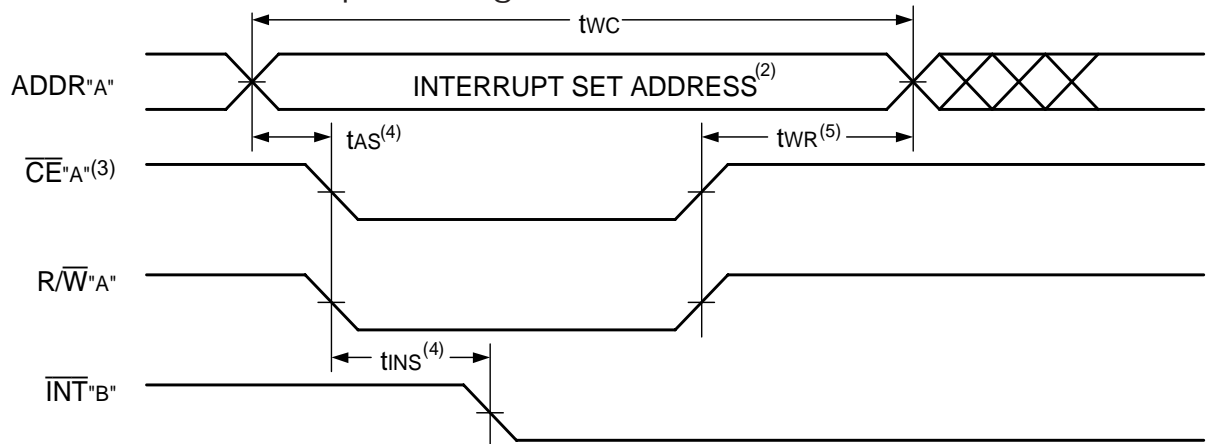 tWC
ADDR"A"
INTERRUPT SET ADDRESS(2)
tAS(4)
tWR(5)
CE"A"(3)
R/W"A"
tINS(4)
INT"B"